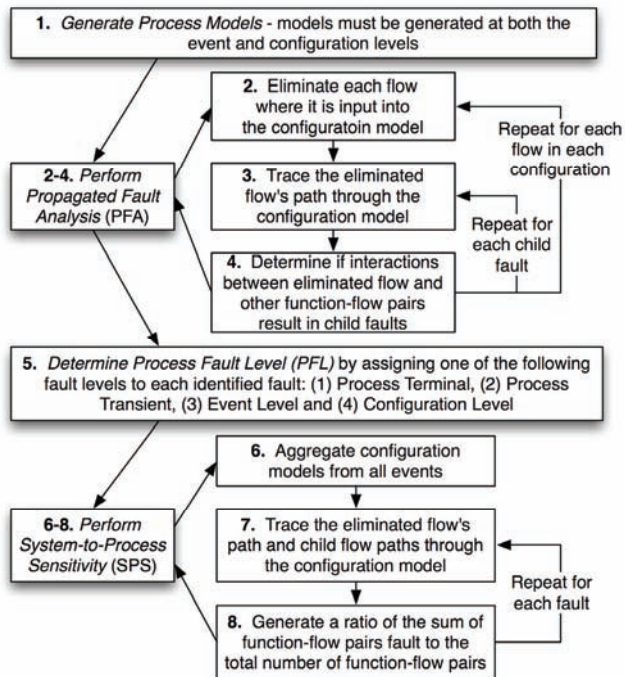 1. Generate Process Models - models must be generated at both the
event and configuration levels
2. Eliminate each flow
where it is input into
the configuratoin model
Repeat for each
flow in each
configuration
2-4. Perform
Propagated Fault
Analysis (PFA)
3. Trace the eliminated
flow's path through the
configuration model
Repeat for
each child
fault
4. Determine if interactions
between eliminated flow and
other function-flow pairs
result in child faults
5. Determine Process Fault Level (PFL) by assigning one of the following
fault levels to each identified fault: (1) Process Terminal, (2) Process
Transient, (3) Event Level and (4) Configuration Level
6. Aggregate configuration
models from all events
6-8. Perform
System-to-Process
Sensitivity (SPS)
7. Trace the eliminated flow's
path and child flow paths through
the configuration model
Repeat for
each fault
8. Generate a ratio of the sum of
function-flow pairs fault to the
total number of function-flow pairs